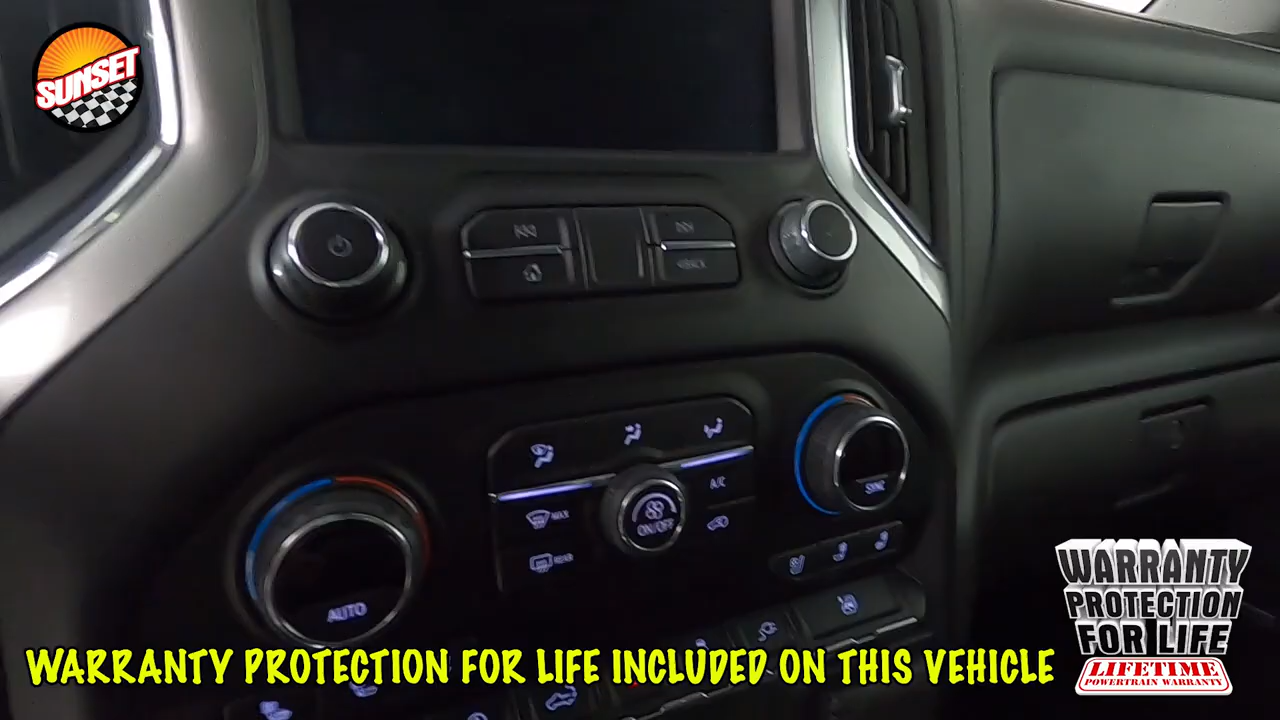 SUNSET
BACK
A/C
SYNC
MAX
ON/OFF
REAR
AUTO
WARRANTY PROTECTION FOR LIFE INCLUDED ON THIS VEHICLE
WARRANTY
PROTECTION
FOR LIFE
LIFETIME
POWERTRAIN WARRANTY